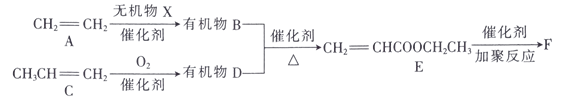 CH₂═CH₂ 无机物 X 催化剂 有机物 B
A
催化剂 △ CH₂═CHCOOCH₂CH₃ 催化剂 加聚反应 F
E
CH₃CH═CH₂ O₂ 催化剂 有机物 D
C